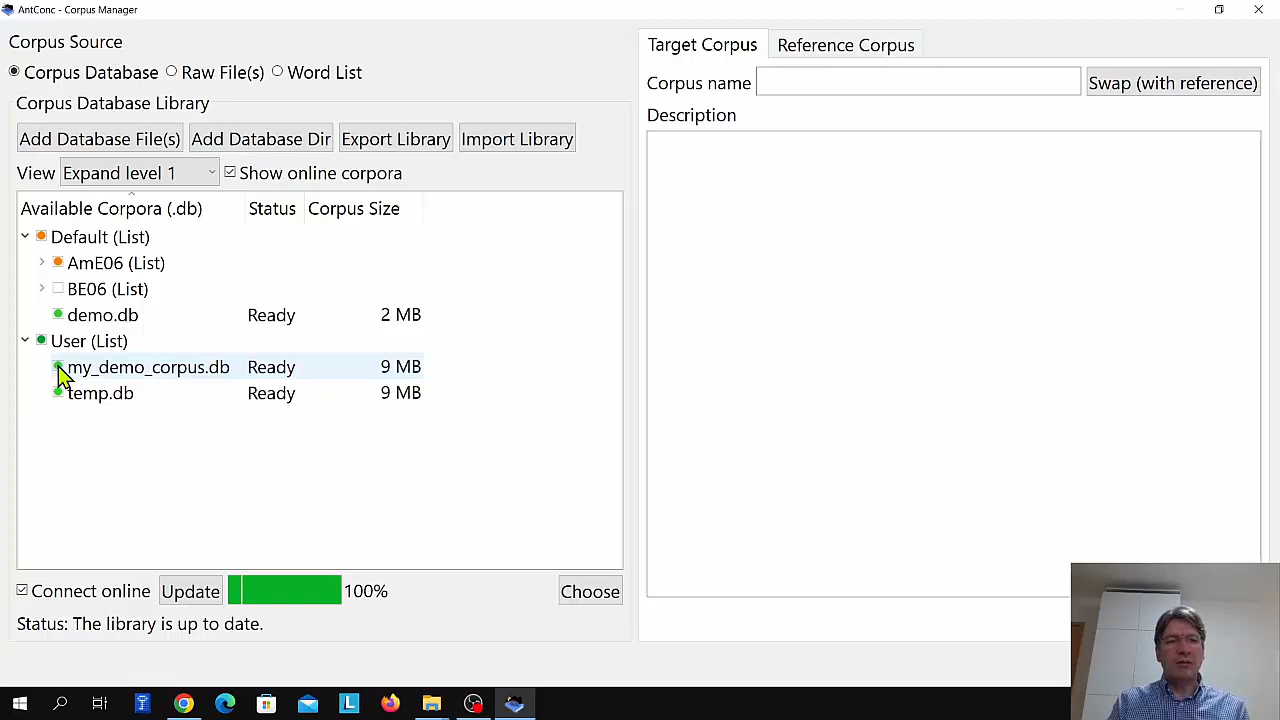 AntConc - Corpus Manager
Corpus Source
Corpus Database Raw File(s) Word List
Corpus Database Library
Add Database File(s) Add Database Dir Export Library Import Library
View Expand level 1 Show online corpora
Available Corpora (.db) Status Corpus Size
Default (List)
AmE06 (List)
BE06 (List)
demo.db Ready 2 MB
User (List)
my_demo_corpus.db Ready 9 MB
temp.db Ready 9 MB
Connect online Update 100% Choose
Status: The library is up to date.
Target Corpus Reference Corpus
Corpus name Swap (with reference)
Description
L